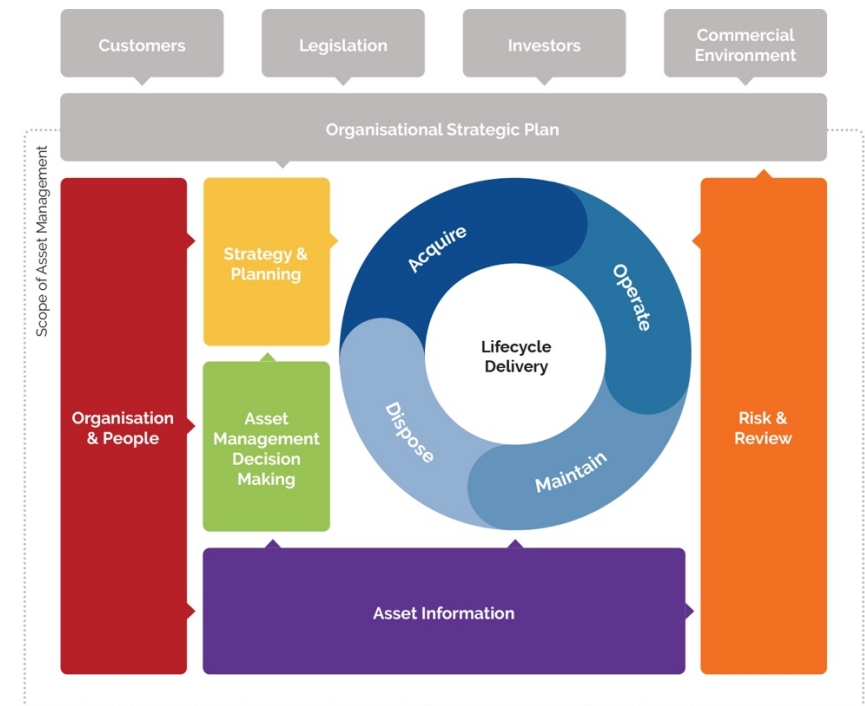 Customers
Legislation
Investors
Commercial
Environment
Organisational Strategic Plan
Scope of Asset Management
Organisation
& People
Strategy &
Planning
Asset
Management
Decision
Making
Acquire
Operate
Maintain
Dispose
Lifecycle
Delivery
Risk &
Review
Asset Information